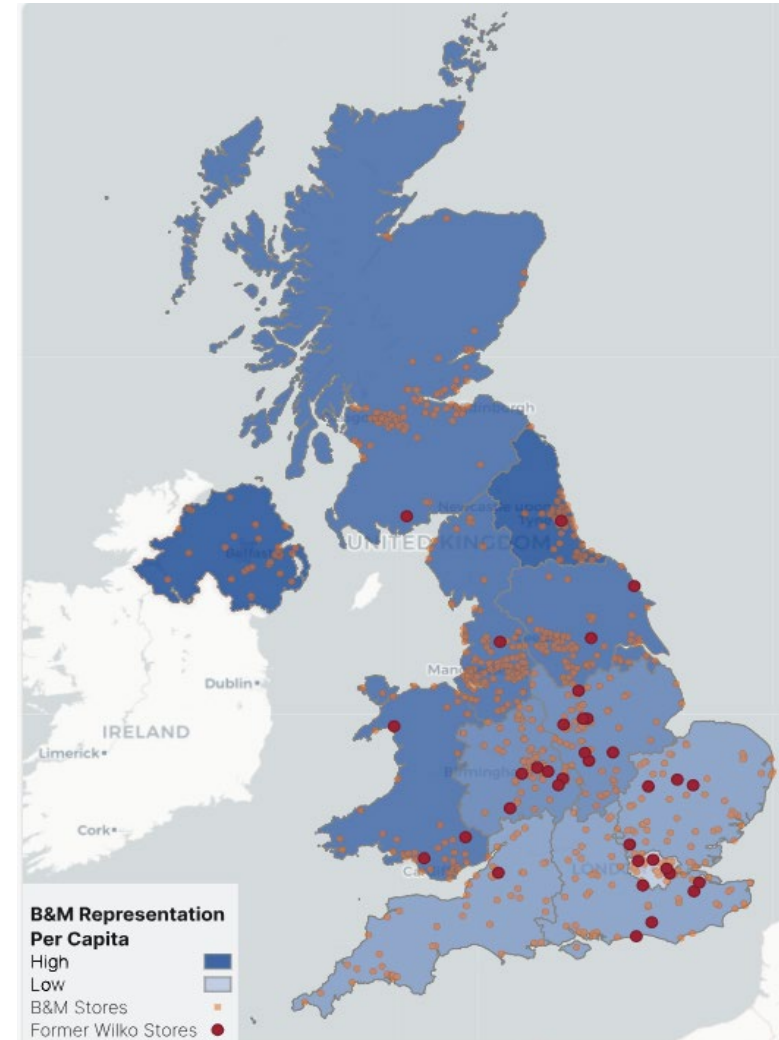 Edinburgh
Newcastle upon
Tyne
Belfast
UNITED KINGDOM
Dublin
IRELAND
Limerick
Birmingham
Cork
LONDON
B&M Representation
Per Capita
High
Low
B&M Stores
Former Wilko Stores